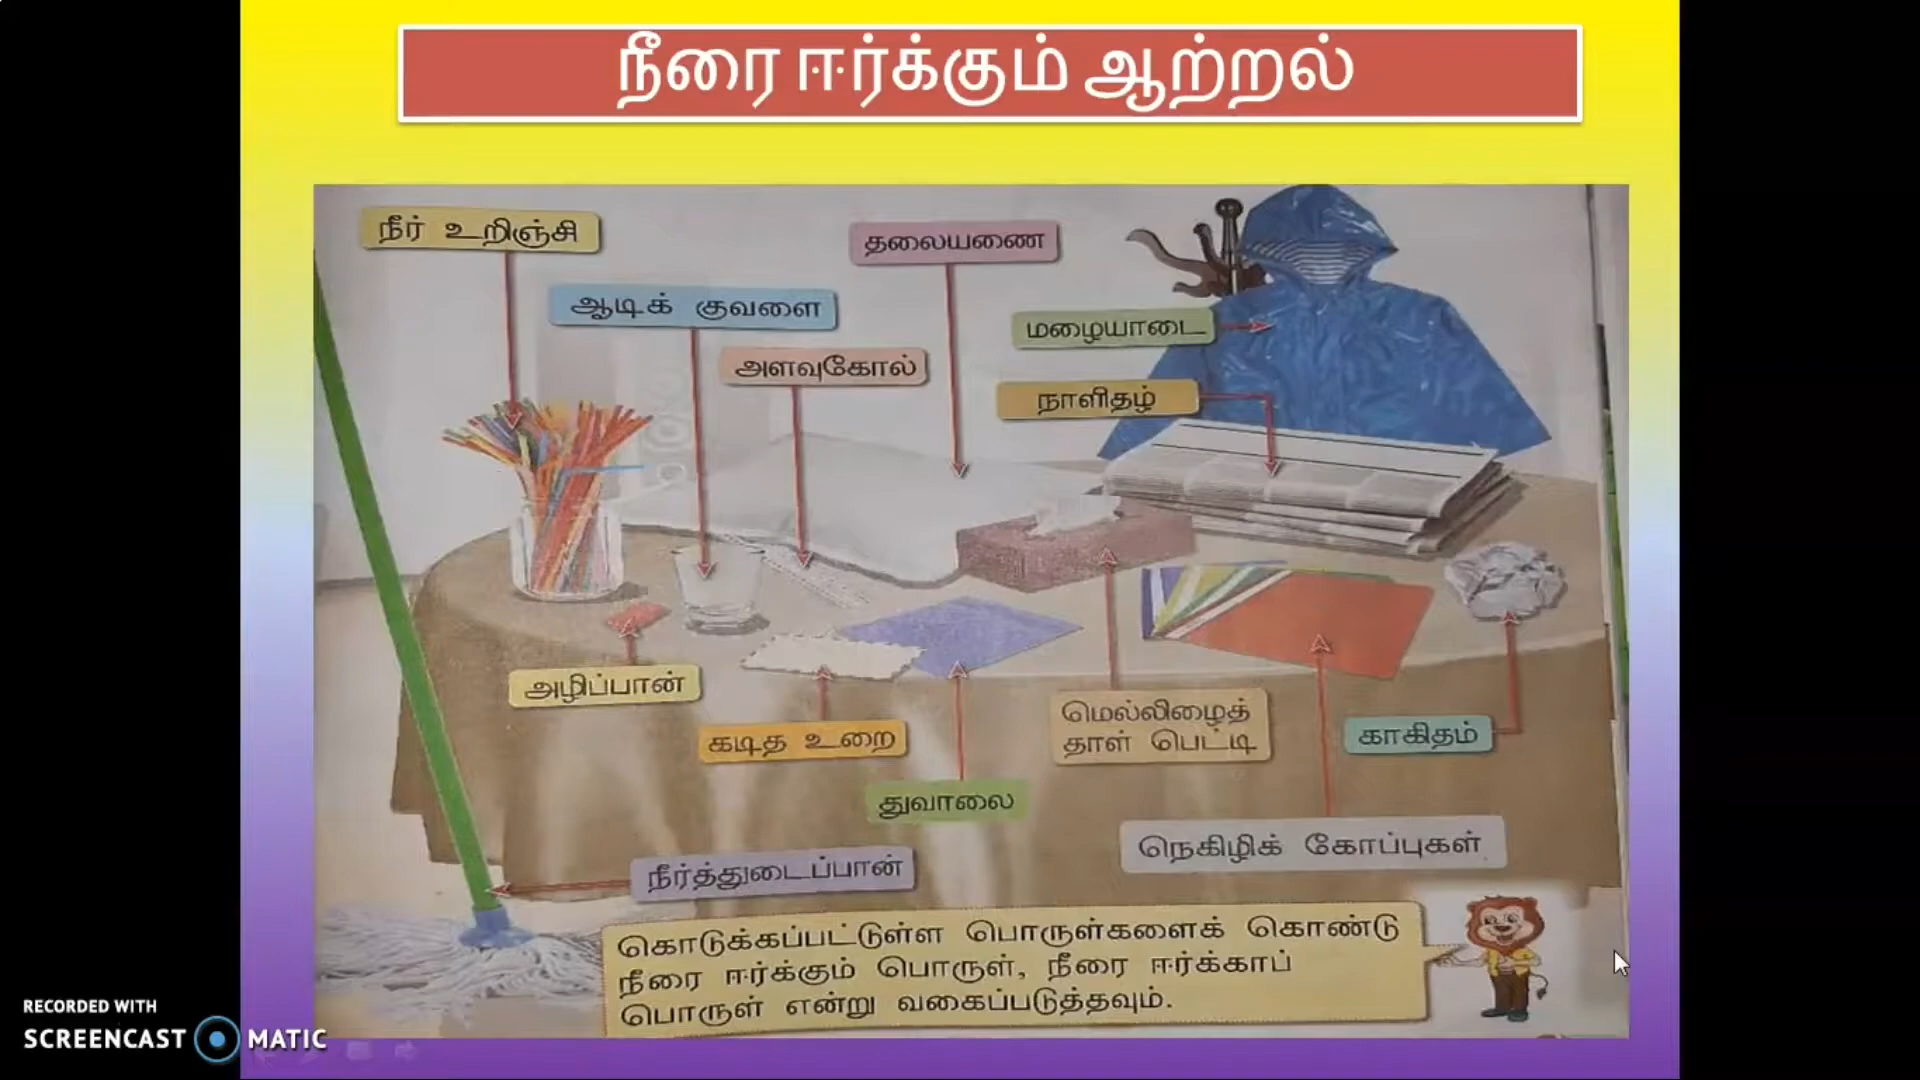 நீரை ஈர்க்கும் ஆற்றல்
நீர் உறிஞ்சி
தலையணை
ஆடிக் குவளை
மழையாடை
அளவுகோல்
நாளிதழ்
அழிப்பான்
கடித உறை
மெல்லிழைத்
தாள் பெட்டி
காகிதம்
துவாலை
நெகிழிக் கோப்புகள்
நீர்த்துடைப்பான்
கொடுக்கப்பட்டுள்ள பொருள்களைக் கொண்டு
நீரை ஈர்க்கும் பொருள், நீரை ஈர்க்காப்
பொருள் என்று வகைப்படுத்தவும்.
RECORDED WITH
SCREENCAST MATIC